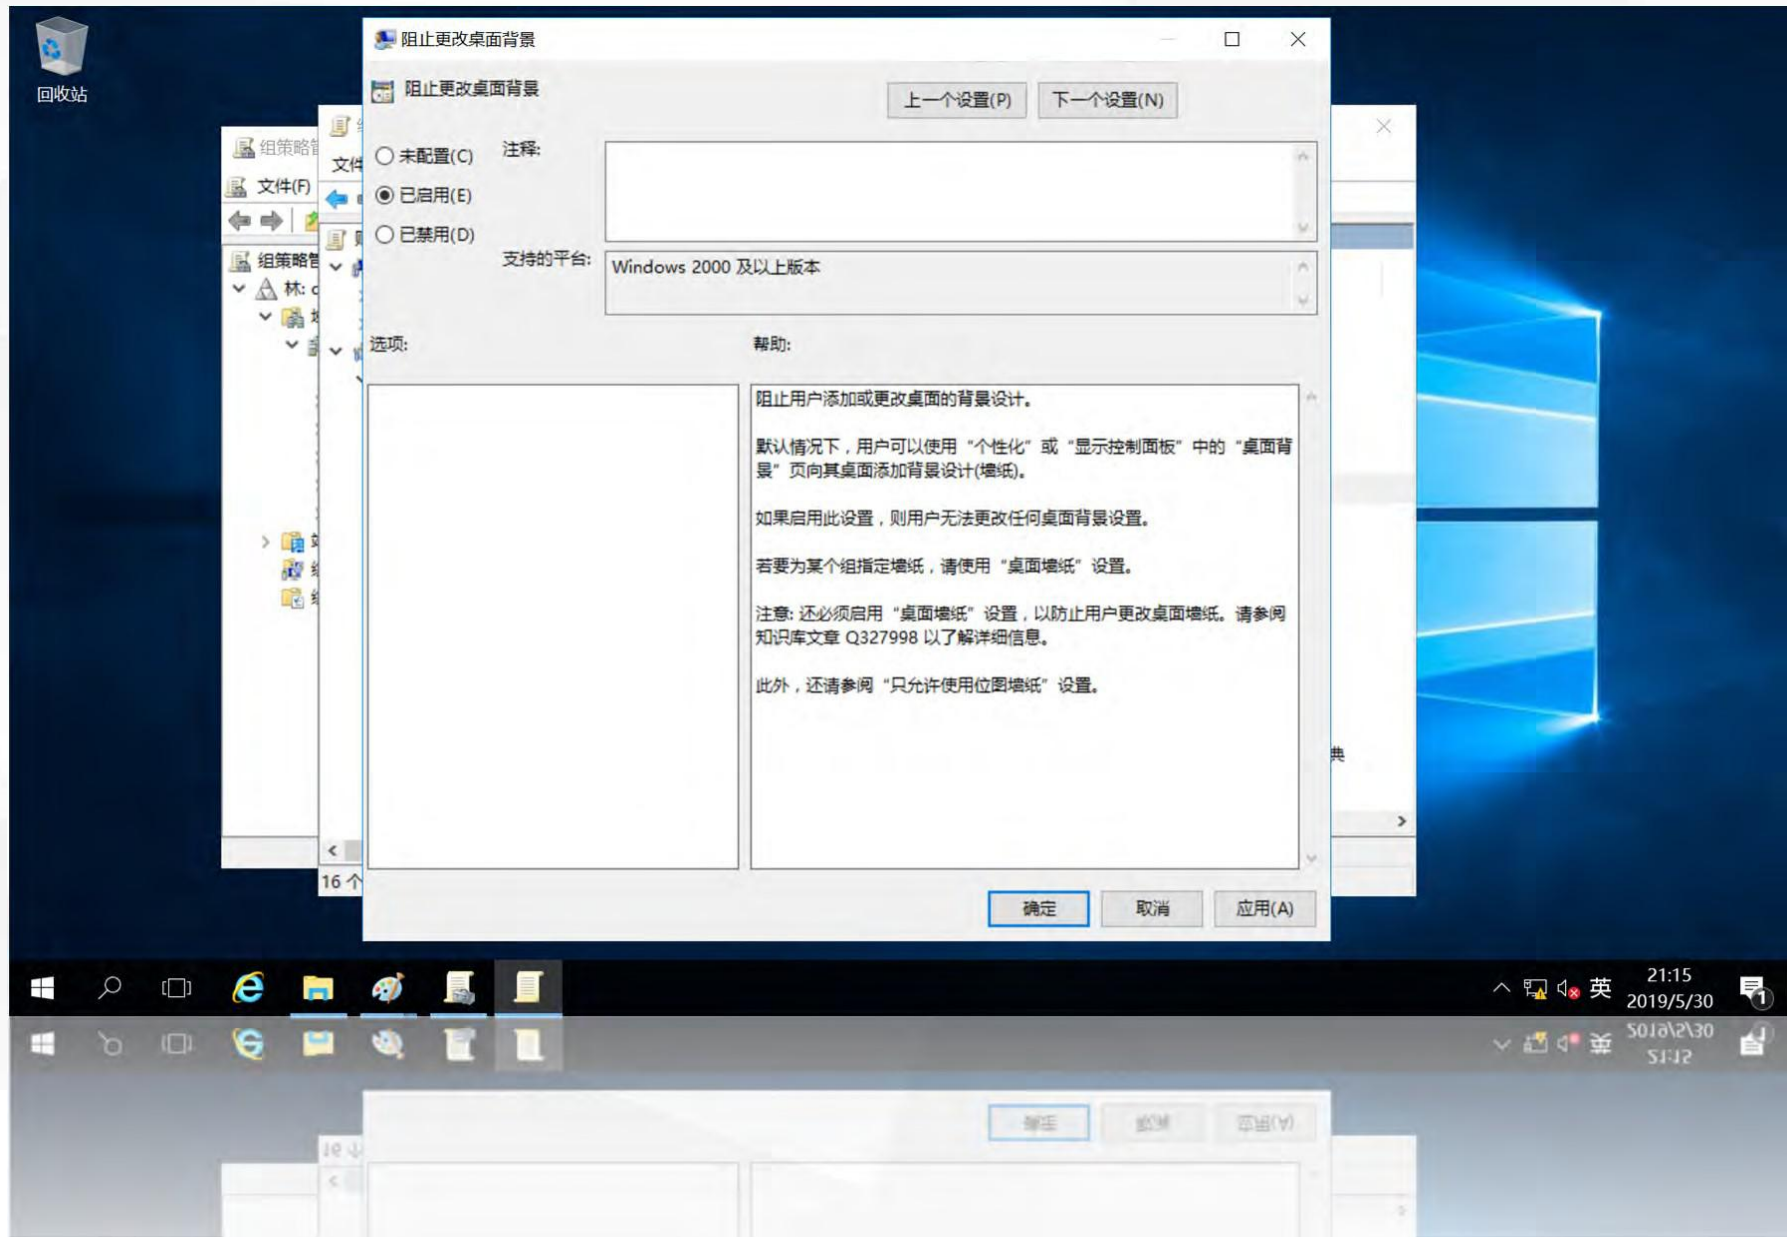 回收站
阻止更改桌面背景
阻止更改桌面背景
上一个设置(P)
下一个设置(N)
未配置(C)
注释:
已启用(E)
已禁用(D)
支持的平台:
Windows 2000 及以上版本
选项:
帮助:
阻止用户添加或更改桌面的背景设计。
默认情况下，用户可以使用“个性化”或“显示控制面板”中的“桌面背
景”页向其桌面添加背景设计(墙纸)。
如果启用此设置，则用户无法更改任何桌面背景设置。
若要为某个组指定墙纸，请使用“桌面墙纸”设置。
注意: 还必须启用“桌面墙纸”设置，以防止用户更改桌面墙纸。请参阅
知识库文章 Q327998 以了解详细信息。
此外，还请参阅“只允许使用位图墙纸”设置。
确定
取消
应用(A)
组策略管
文件(F)
组策略管
林: c
文件
16 个
典
英
21:15
2019/5/30
1